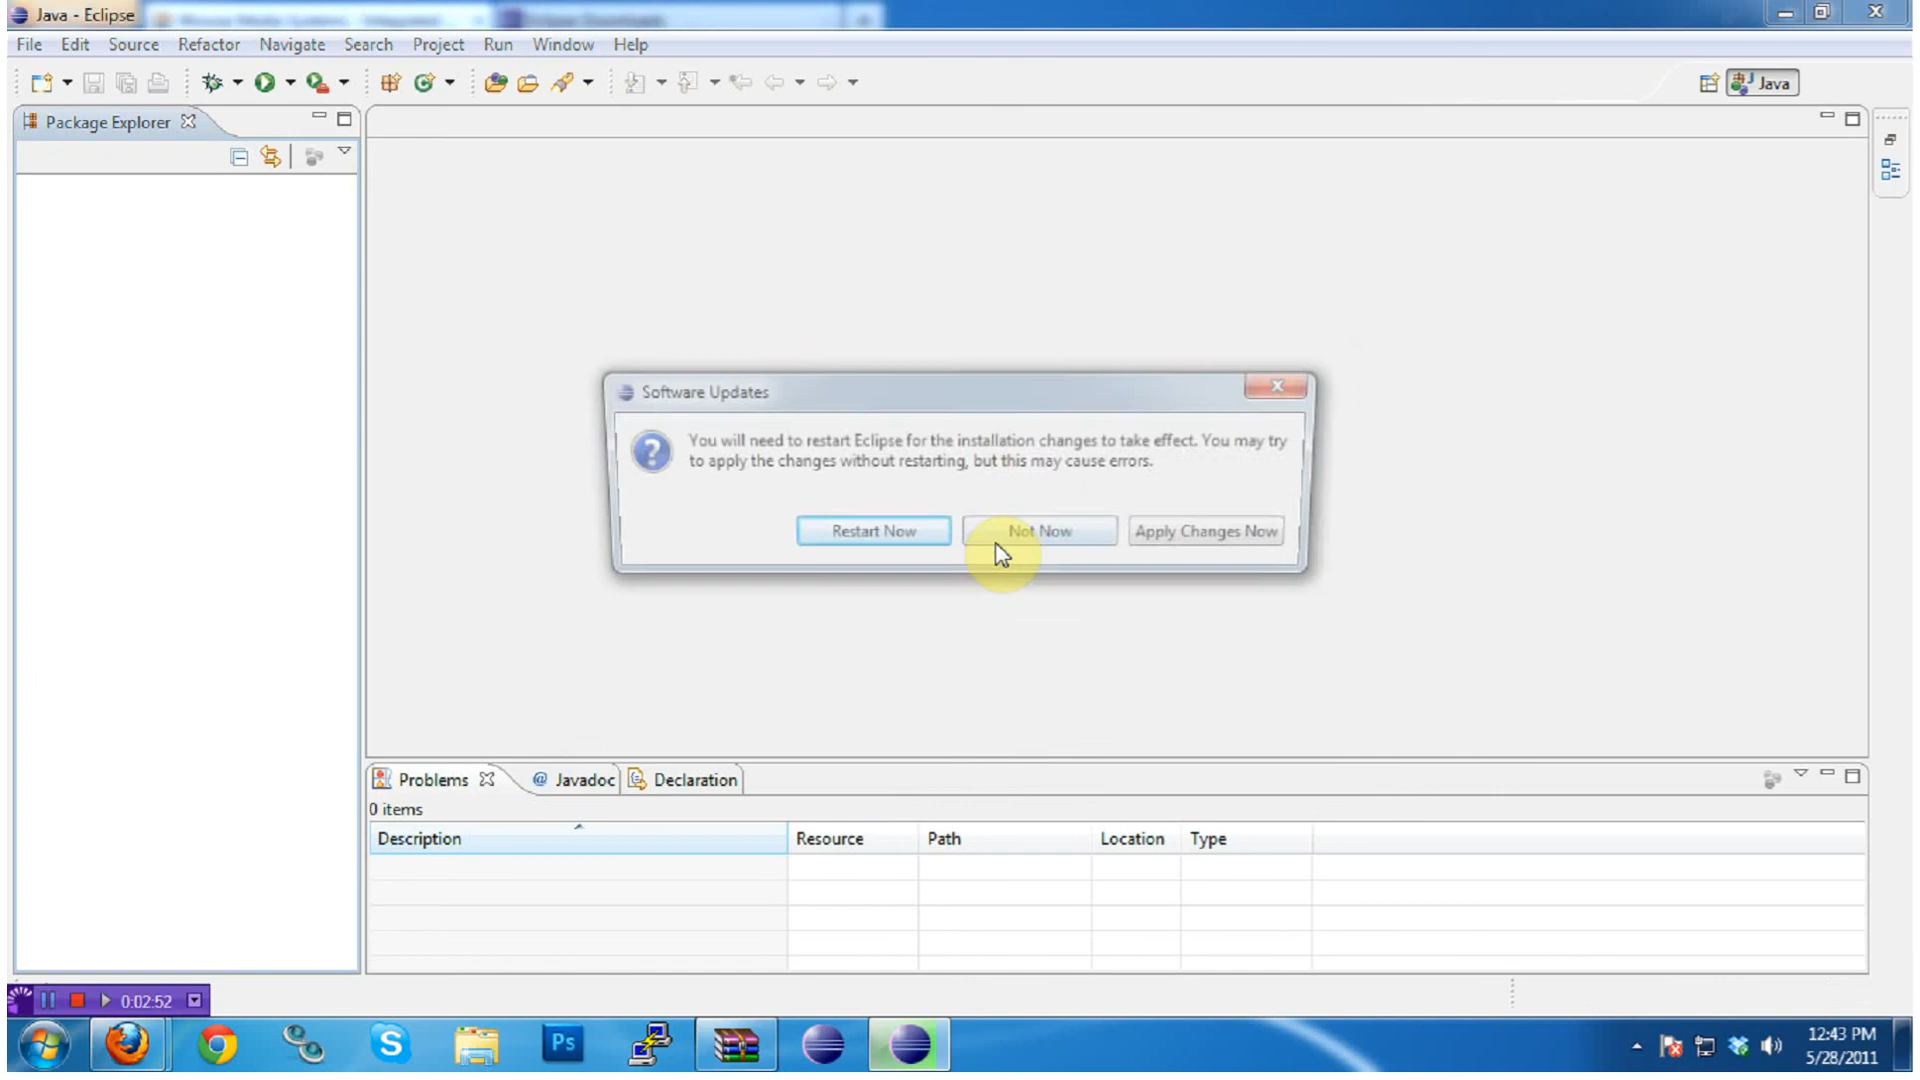 Java - Eclipse
File Edit Source Refactor Navigate Search Project Run Window Help
Java
Package Explorer
Software Updates
You will need to restart Eclipse for the installation changes to take effect. You may try
to apply the changes without restarting, but this may cause errors.
Restart Now Not Now Apply Changes Now
Problems @ Javadoc Declaration
0 items
Description Resource Path Location Type
0:02:52
Ps
12:43 PM
5/28/2011